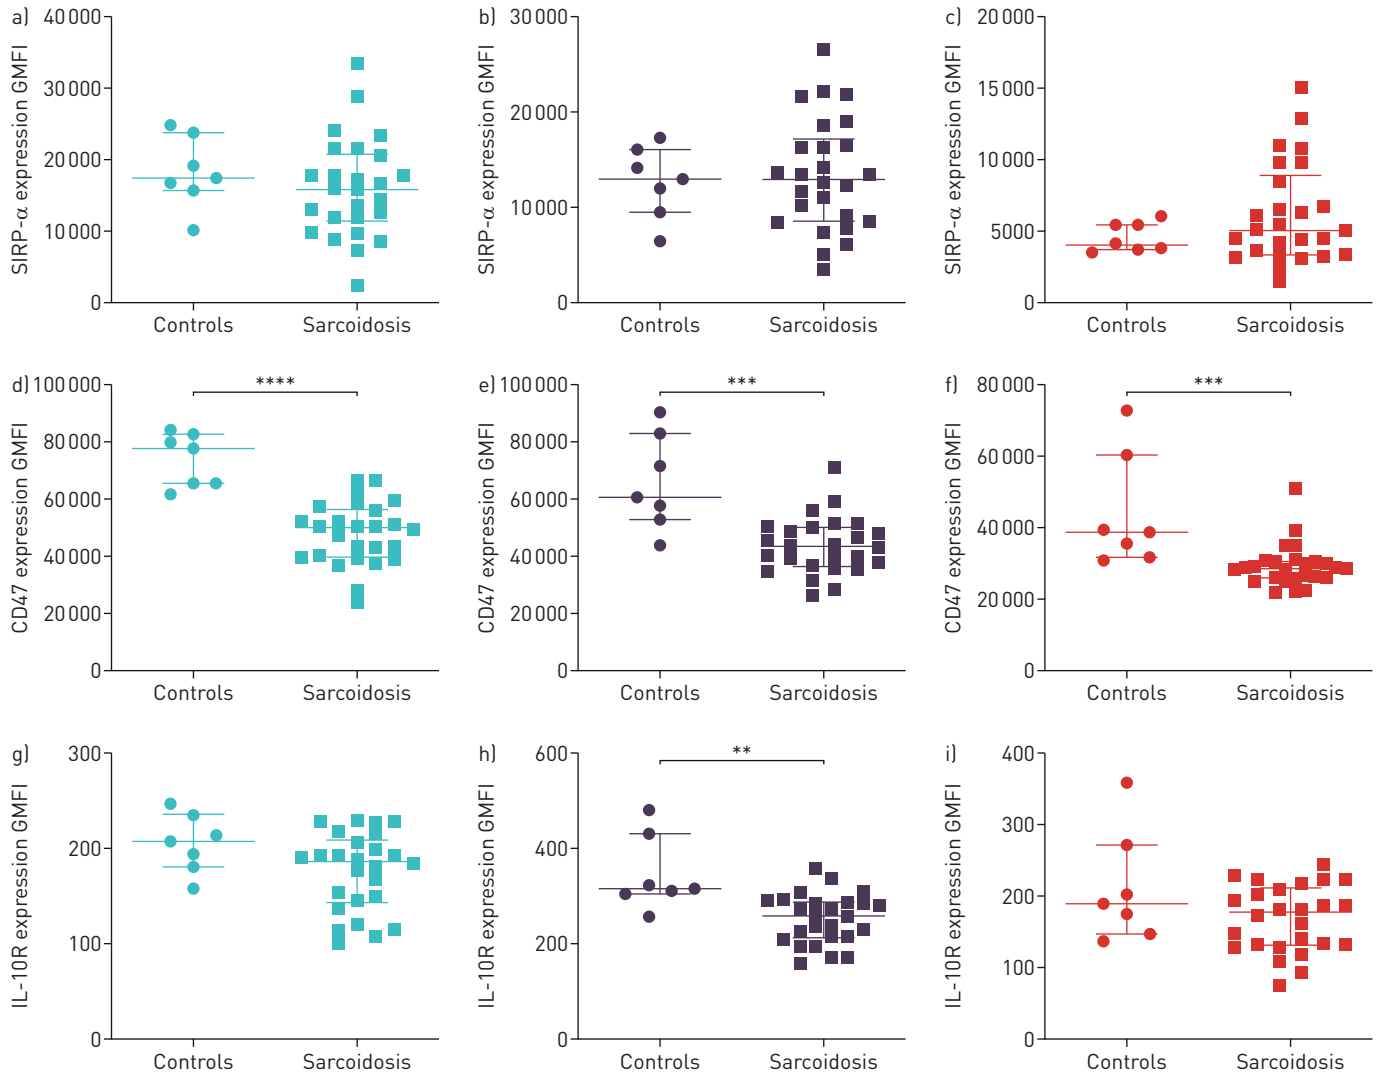 a)
SIRP-α expression GMFI
40 000
30 000
20 000
10 000
0
Controls
Sarcoidosis
b)
SIRP-α expression GMFI
30 000
20 000
10 000
0
Controls
Sarcoidosis
c)
SIRP-α expression GMFI
20 000
15 000
10 000
5000
0
Controls
Sarcoidosis
d)
CD47 expression GMFI
100 000
80 000
60 000
40 000
20 000
0
****
Controls
Sarcoidosis
e)
CD47 expression GMFI
100 000
80 000
60 000
40 000
20 000
0
***
Controls
Sarcoidosis
f)
CD47 expression GMFI
80 000
60 000
40 000
20 000
0
***
Controls
Sarcoidosis
g)
IL-10R expression GMFI
300
200
100
0
Controls
Sarcoidosis
h)
IL-10R expression GMFI
600
400
200
0
**
Controls
Sarcoidosis
i)
IL-10R expression GMFI
400
300
200
100
0
Controls
Sarcoidosis